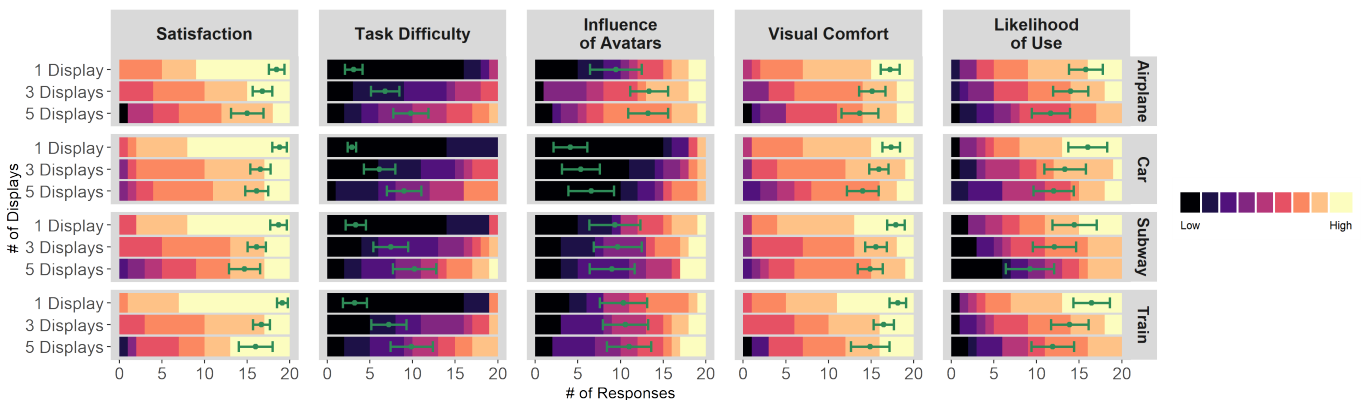 Satisfaction
Task Difficulty
Influence
of Avatars
Visual Comfort
Likelihood
of Use
# of Displays
1 Display
3 Displays
5 Displays
Airplane
1 Display
3 Displays
5 Displays
Car
1 Display
3 Displays
5 Displays
Subway
1 Display
3 Displays
5 Displays
Train
0 5 10 15 20
0 5 10 15 20
0 5 10 15 20
0 5 10 15 20
0 5 10 15 20
# of Responses
Low High